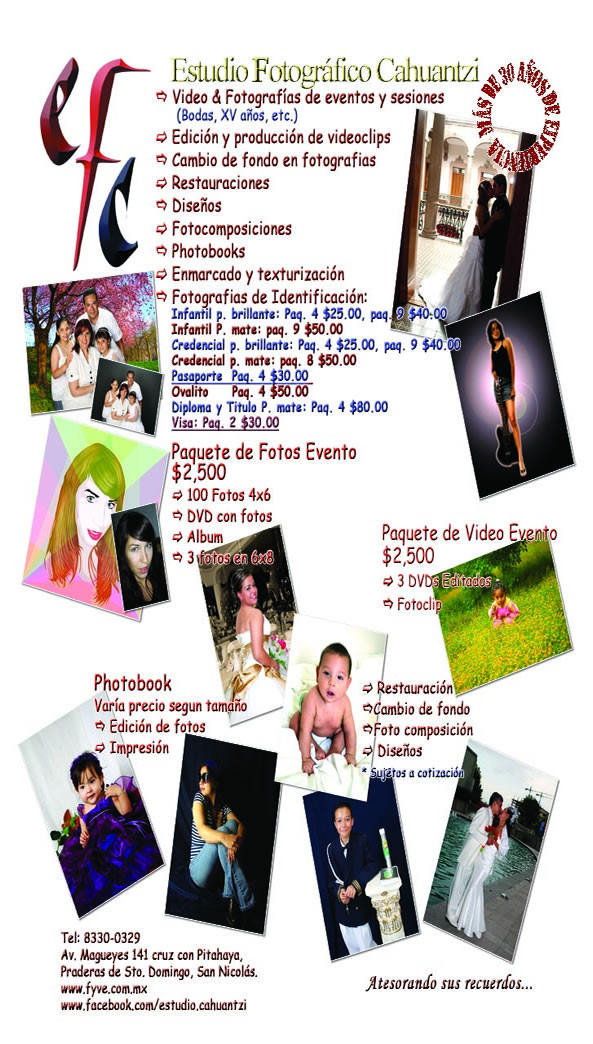 efc
Estudio Fotográfico Cahuantzi
MÁS DE 30 AÑOS DE EXPERIENCIA
➩ Video & Fotografías de eventos y sesiones
(Bodas, XV años, etc.)
➩ Edición y producción de videoclips
➩ Cambio de fondo en fotografias
➩ Restauraciones
➩ Diseños
➩ Fotocomposiciones
➩ Photobooks
➩ Enmarcado y texturización
➩ Fotografias de Identificación:
Infantil p. brillante: Paq. 4 $25.00, paq. 9 $40.00
Infantil P. mate: paq. 9 $50.00
Credencial p. brillante: Paq. 4 $25.00, paq. 9 $40.00
Credencial p. mate: paq. 8 $50.00
Pasaporte Paq. 4 $30.00
Ovalito Paq. 4 $50.00
Diploma y Titulo P. mate: Paq. 4 $80.00
Visa: Paq. 2 $30.00
Paquete de Fotos Evento
$2,500
➩ 100 Fotos 4x6
➩ DVD con fotos
➩ Album
➩ 3 fotos en 6x8
Paquete de Video Evento
$2,500
➩ 3 DVDs Editados
➩ Fotoclip
Photobook
Varía precio segun tamaño
➩ Edición de fotos
➩ Impresión
➩ Restauración
➩Cambio de fondo
➩Foto composición
➩ Diseños
* Sujétos a cotización
Tel: 8330-0329
Av. Magueyes 141 cruz con Pitahaya,
Praderas de Sto. Domingo, San Nicolás.
www.fyve.com.mx
www.facebook.com/estudio.cahuantzi
Atesorando sus recuerdos...